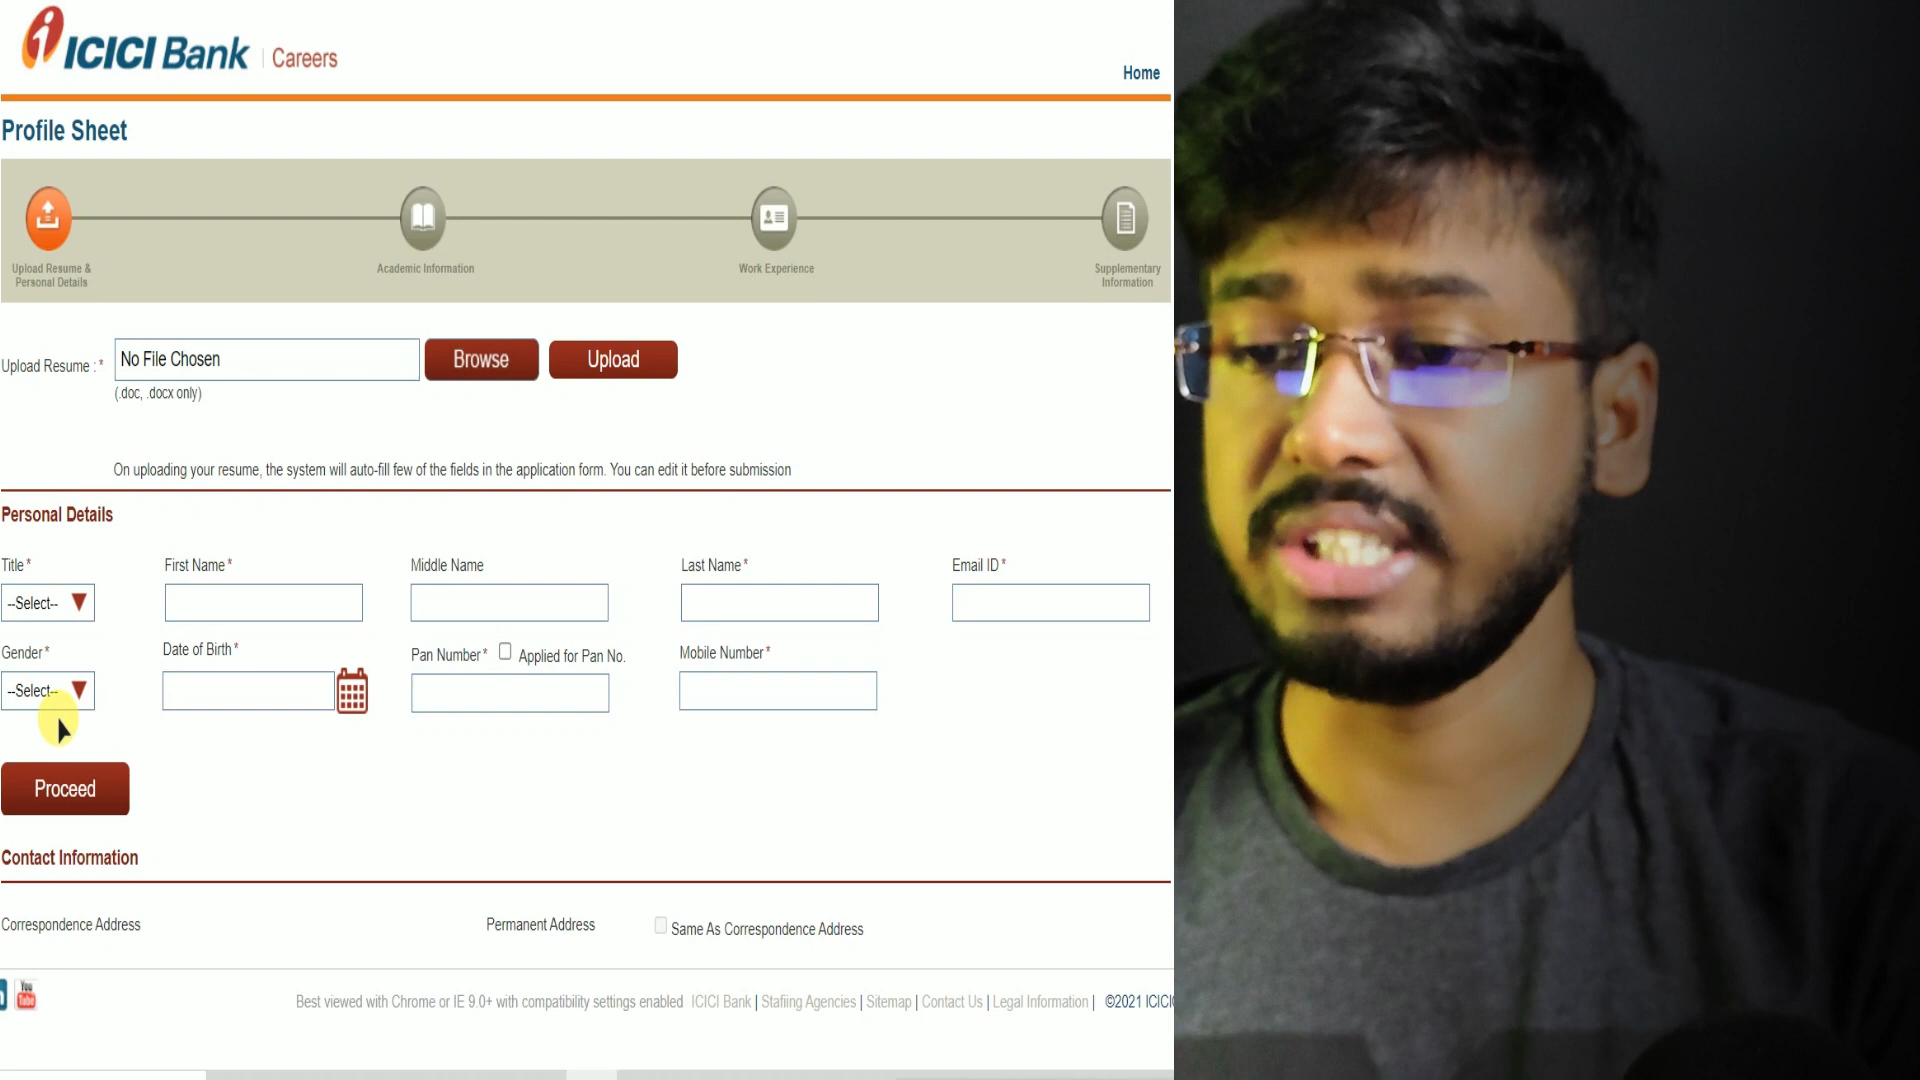 ICICI Bank | Careers
Home
Profile Sheet
Upload Resume &
Personal Details
Academic Information
Work Experience
Supplementary
Information
Upload Resume : * No File Chosen Browse Upload
(.doc, .docx only)
On uploading your resume, the system will auto-fill few of the fields in the application form. You can edit it before submission
Personal Details
Title * First Name * Middle Name Last Name * Email ID *
--Select--
Gender * Date of Birth * Pan Number * Applied for Pan No. Mobile Number *
--Select--
Proceed
Contact Information
Correspondence Address Permanent Address Same As Correspondence Address
You Tube Best viewed with Chrome or IE 9.0+ with compatibility settings enabled ICICI Bank | Stafiing Agencies | Sitemap | Contact Us | Legal Information | ©2021 ICICI